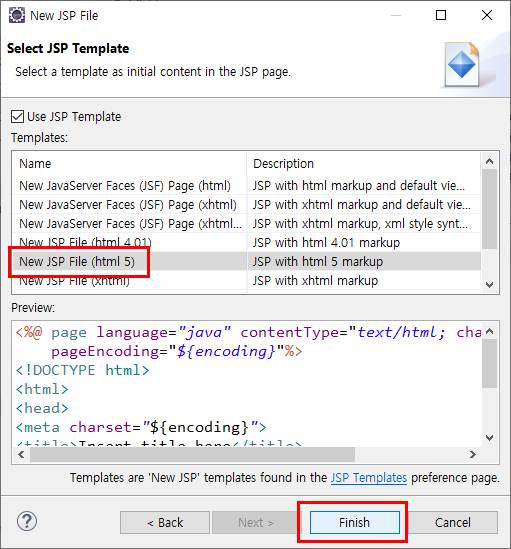 New JSP File
Select JSP Template
Select a template as initial content in the JSP page.
Use JSP Template
Templates:
Name Description
New JavaServer Faces (JSF) Page (html) JSP with html markup and default vie...
New JavaServer Faces (JSF) Page (xhtml) JSP with xhtml markup and default vie...
New JavaServer Faces (JSF) Page (xhtml... JSP with xhtml markup, xml style synt...
New JSP File (html 4.01) JSP with html 4.01 markup
New JSP File (html 5) JSP with html 5 markup
New JSP File (xhtml) JSP with xhtml markup
Preview:
<%@ page language="java" contentType="text/html; cha
pageEncoding="${encoding}"%>
<!DOCTYPE html>
<html>
<head>
<meta charset="${encoding}">
<title>Insert title here</title>
Templates are 'New JSP' templates found in the JSP Templates preference page.
? < Back Next > Finish Cancel